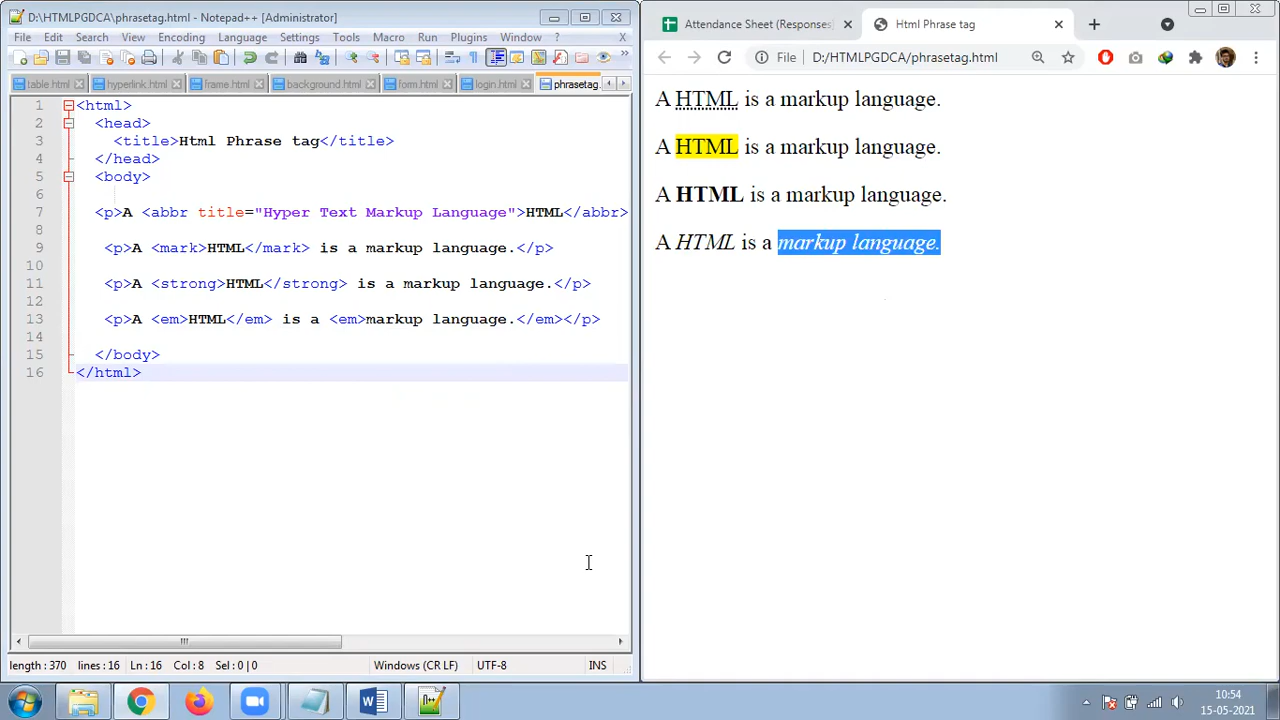 D:\HTMLPGDCA\phrasetag.html - Notepad++ [Administrator]
File Edit Search View Encoding Language Settings Tools Macro Run Plugins Window ? X
table.html hyperlink.html frame.html background.html form.html login.html phrasetag.
1 <html>
2 <head>
3 <title>Html Phrase tag</title>
4 </head>
5 <body>
6
7 <p>A <abbr title="Hyper Text Markup Language">HTML</abbr>
8
9 <p>A <mark>HTML</mark> is a markup language.</p>
10
11 <p>A <strong>HTML</strong> is a markup language.</p>
12
13 <p>A <em>HTML</em> is a <em>markup language.</em></p>
14
15 </body>
16 </html>
length : 370 lines : 16 Ln : 16 Col : 8 Sel : 0 | 0 Windows (CR LF) UTF-8 INS
Attendance Sheet (Responses) Html Phrase tag
File D:/HTMLPGDCA/phrasetag.html
A HTML is a markup language.
A HTML is a markup language.
A HTML is a markup language.
A HTML is a markup language.
10:54
15-05-2021